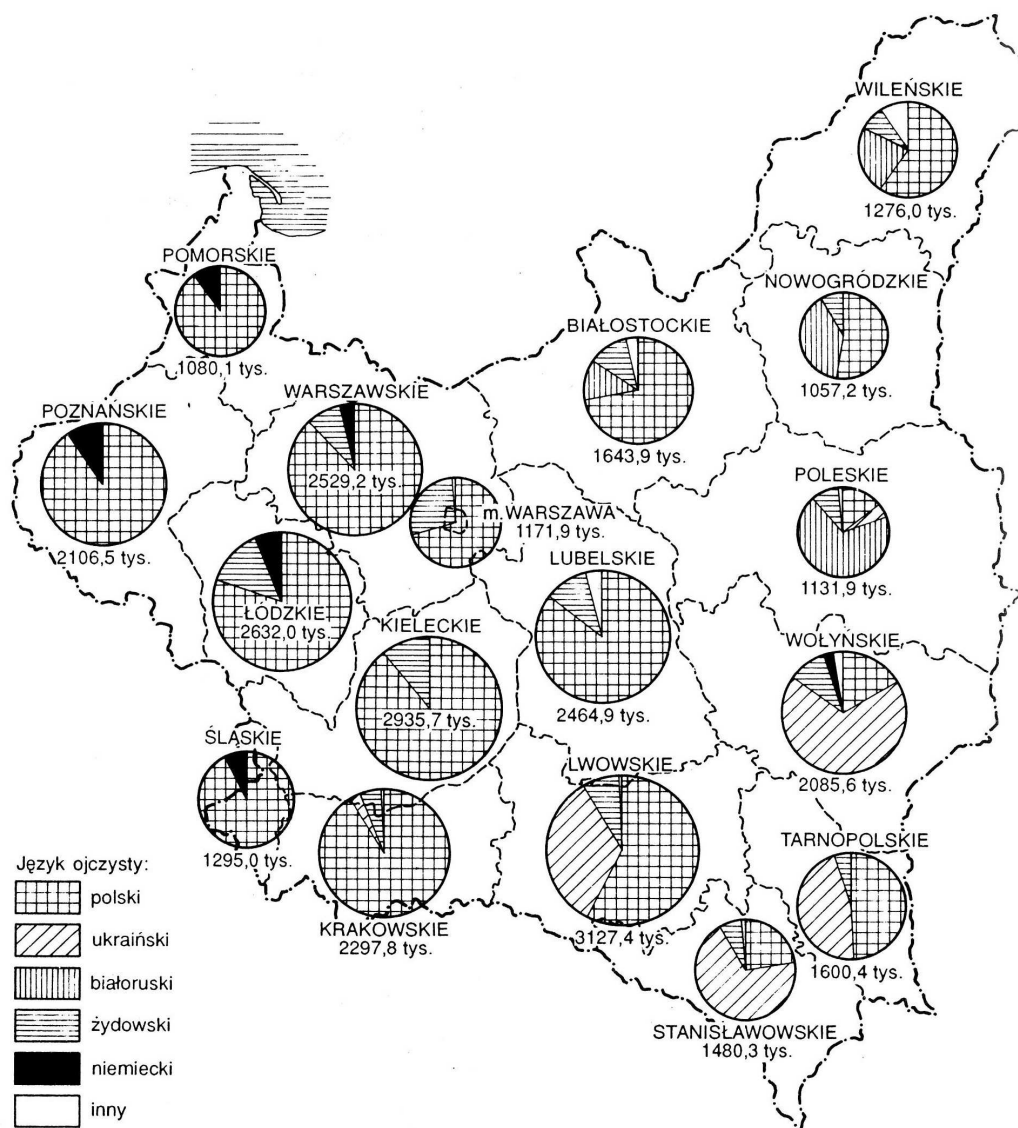 WILEŃSKIE
1276,0 tys.
NOWOGRÓDZKIE
1057,2 tys.
POMORSKIE
1080,1 tys.
BIAŁOSTOCKIE
1643,9 tys.
WARSZAWSKIE
2529,2 tys.
POZNAŃSKIE
2106,5 tys.
m.WARSZAWA
1171,9 tys.
POLESKIE
1131,9 tys.
ŁÓDZKIE
2632,0 tys.
LUBELSKIE
2464,9 tys.
KIELECKIE
2935,7 tys.
WOŁYŃSKIE
2085,6 tys.
ŚLĄSKIE
1295,0 tys.
LWOWSKIE
3127,4 tys.
KRAKOWSKIE
2297,8 tys.
TARNOPOLSKIE
1600,4 tys.
STANISŁAWOWSKIE
1480,3 tys.
Język ojczysty:
polski
ukraiński
białoruski
żydowski
niemiecki
inny